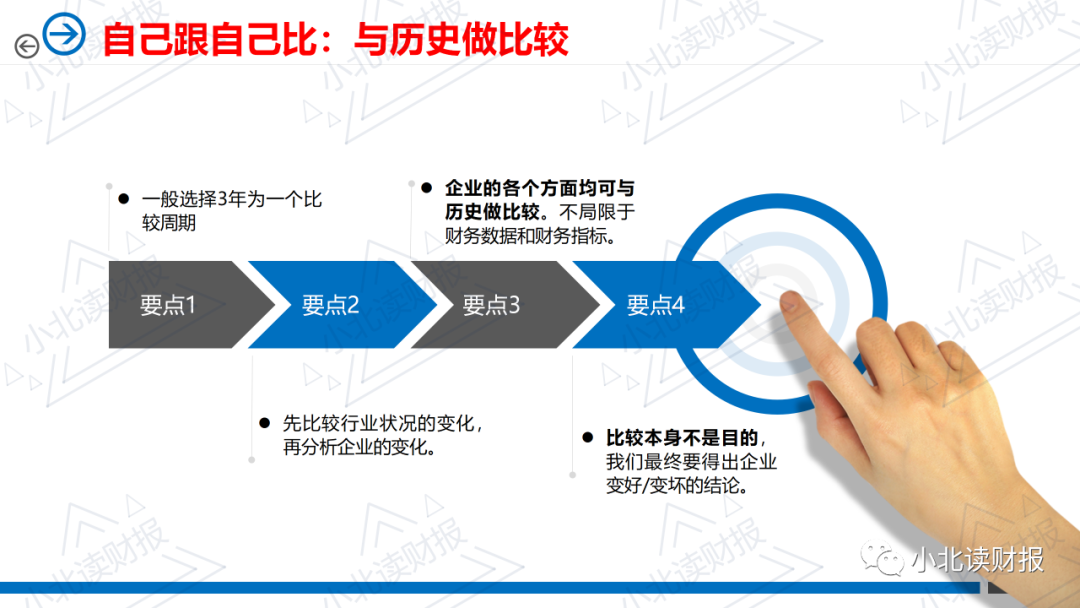 自己跟自己比：与历史做比较
一般选择3年为一个比
较周期
企业的各个方面均可与
历史做比较。不局限于
财务数据和财务指标。
要点1
要点2
要点3
要点4
先比较行业状况的变化，
再分析企业的变化。
比较本身不是目的，
我们最终要得出企业
变好/变坏的结论。
小北读财报